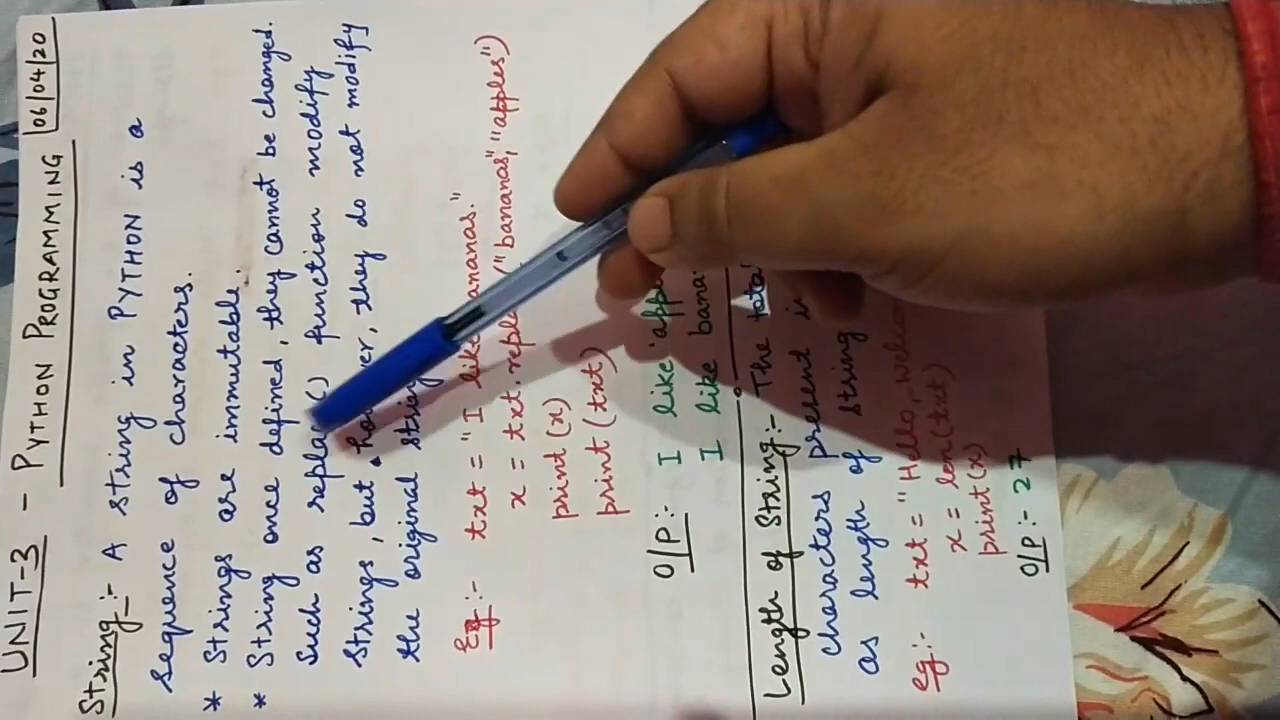 UNIT-3 - PYTHON PROGRAMMING 06/04/20
String:- A string in PYTHON is a
sequence of characters.
* Strings are immutable.
* String once defined, they cannot be changed.
Such as () function modify
strings, but , they do not modify
the original
Eg:- txt = "I like
x = txt. ("bananas", "apples")
print (x)
print (txt)
O/P:- I like
I like
Length of String:- The
characters present
as length of string
eg:- txt = "Hello,
x = len(txt)
print(x)
O/P:- 27